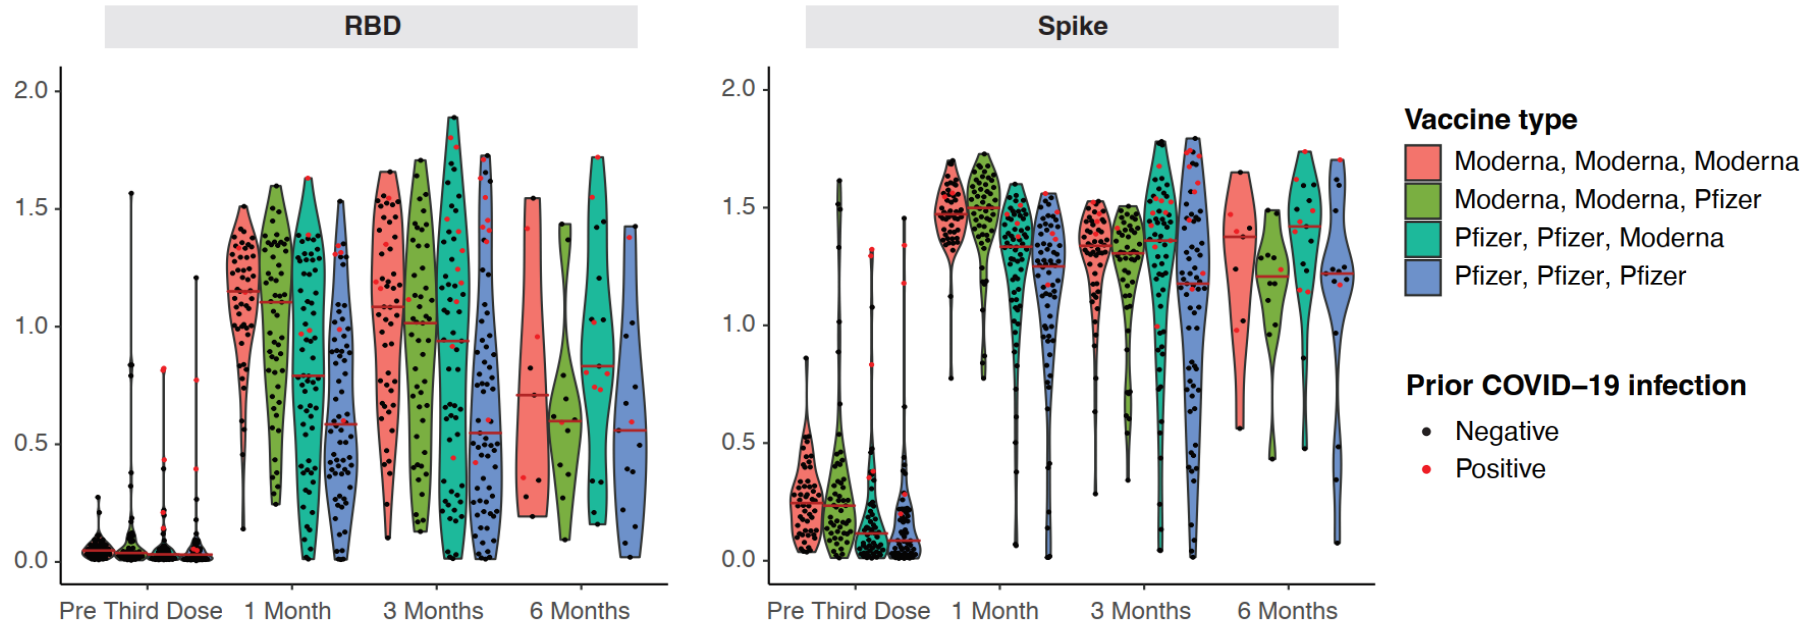 RBD
Spike
2.0
1.5
1.0
0.5
0.0
Pre Third Dose
1 Month
3 Months
6 Months
2.0
1.5
1.0
0.5
0.0
Pre Third Dose
1 Month
3 Months
6 Months
Vaccine type
Moderna, Moderna, Moderna
Moderna, Moderna, Pfizer
Pfizer, Pfizer, Moderna
Pfizer, Pfizer, Pfizer
Prior COVID−19 infection
Negative
Positive